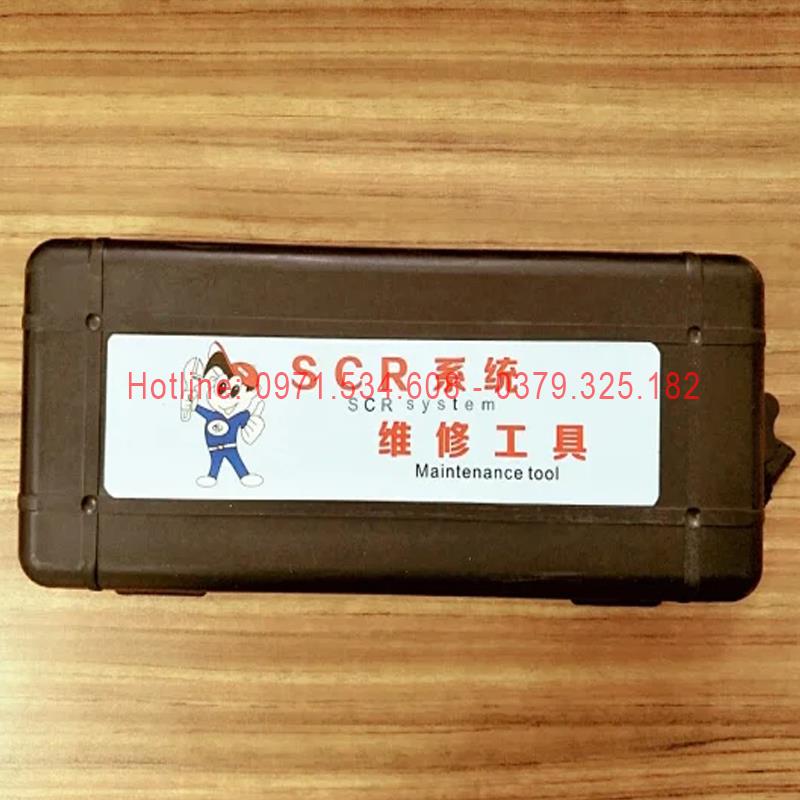 SCR系统
Hotline: 0971.534.606 - 0379.325.182
SCR system
维修工具
Maintenance tool